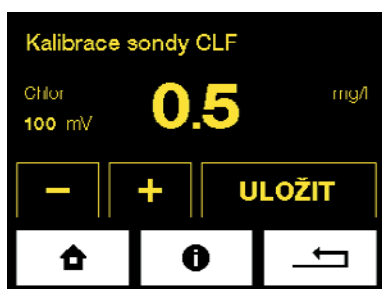 Kalibrace sondy CLF
Chlor 0.5 mg/l
100 mV
− + ULOŽIT